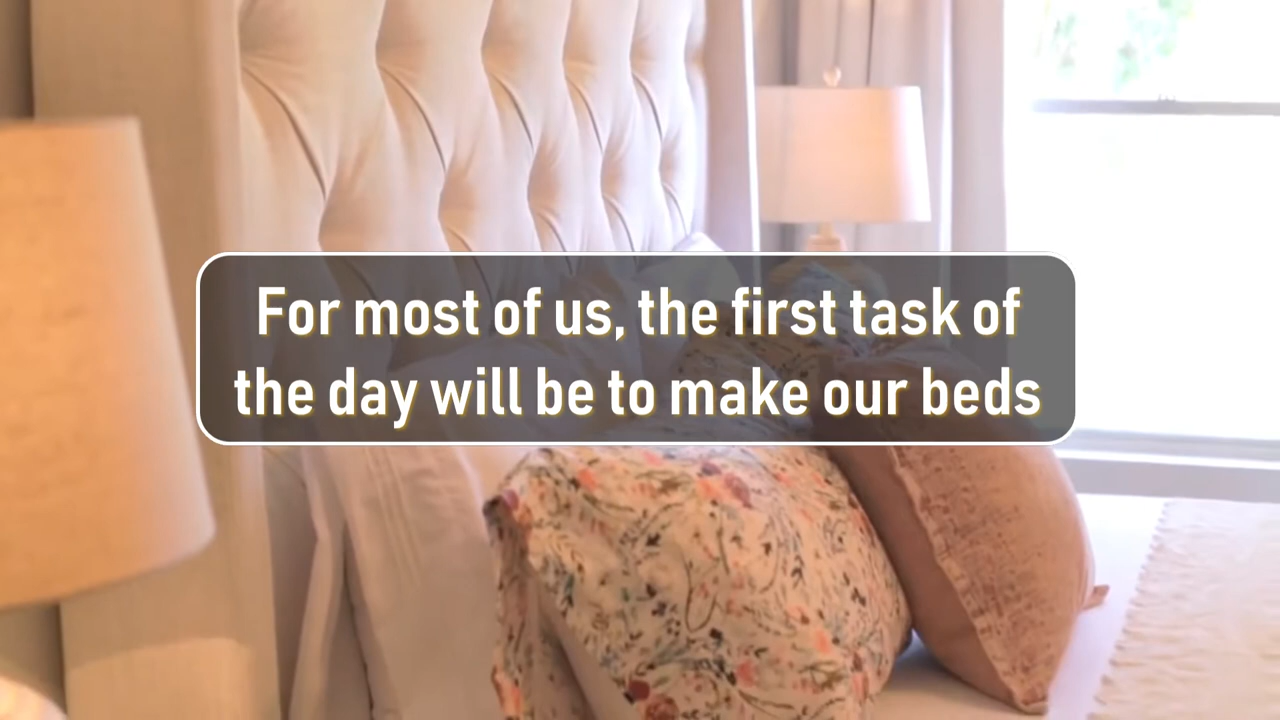 For most of us, the first task of
the day will be to make our beds